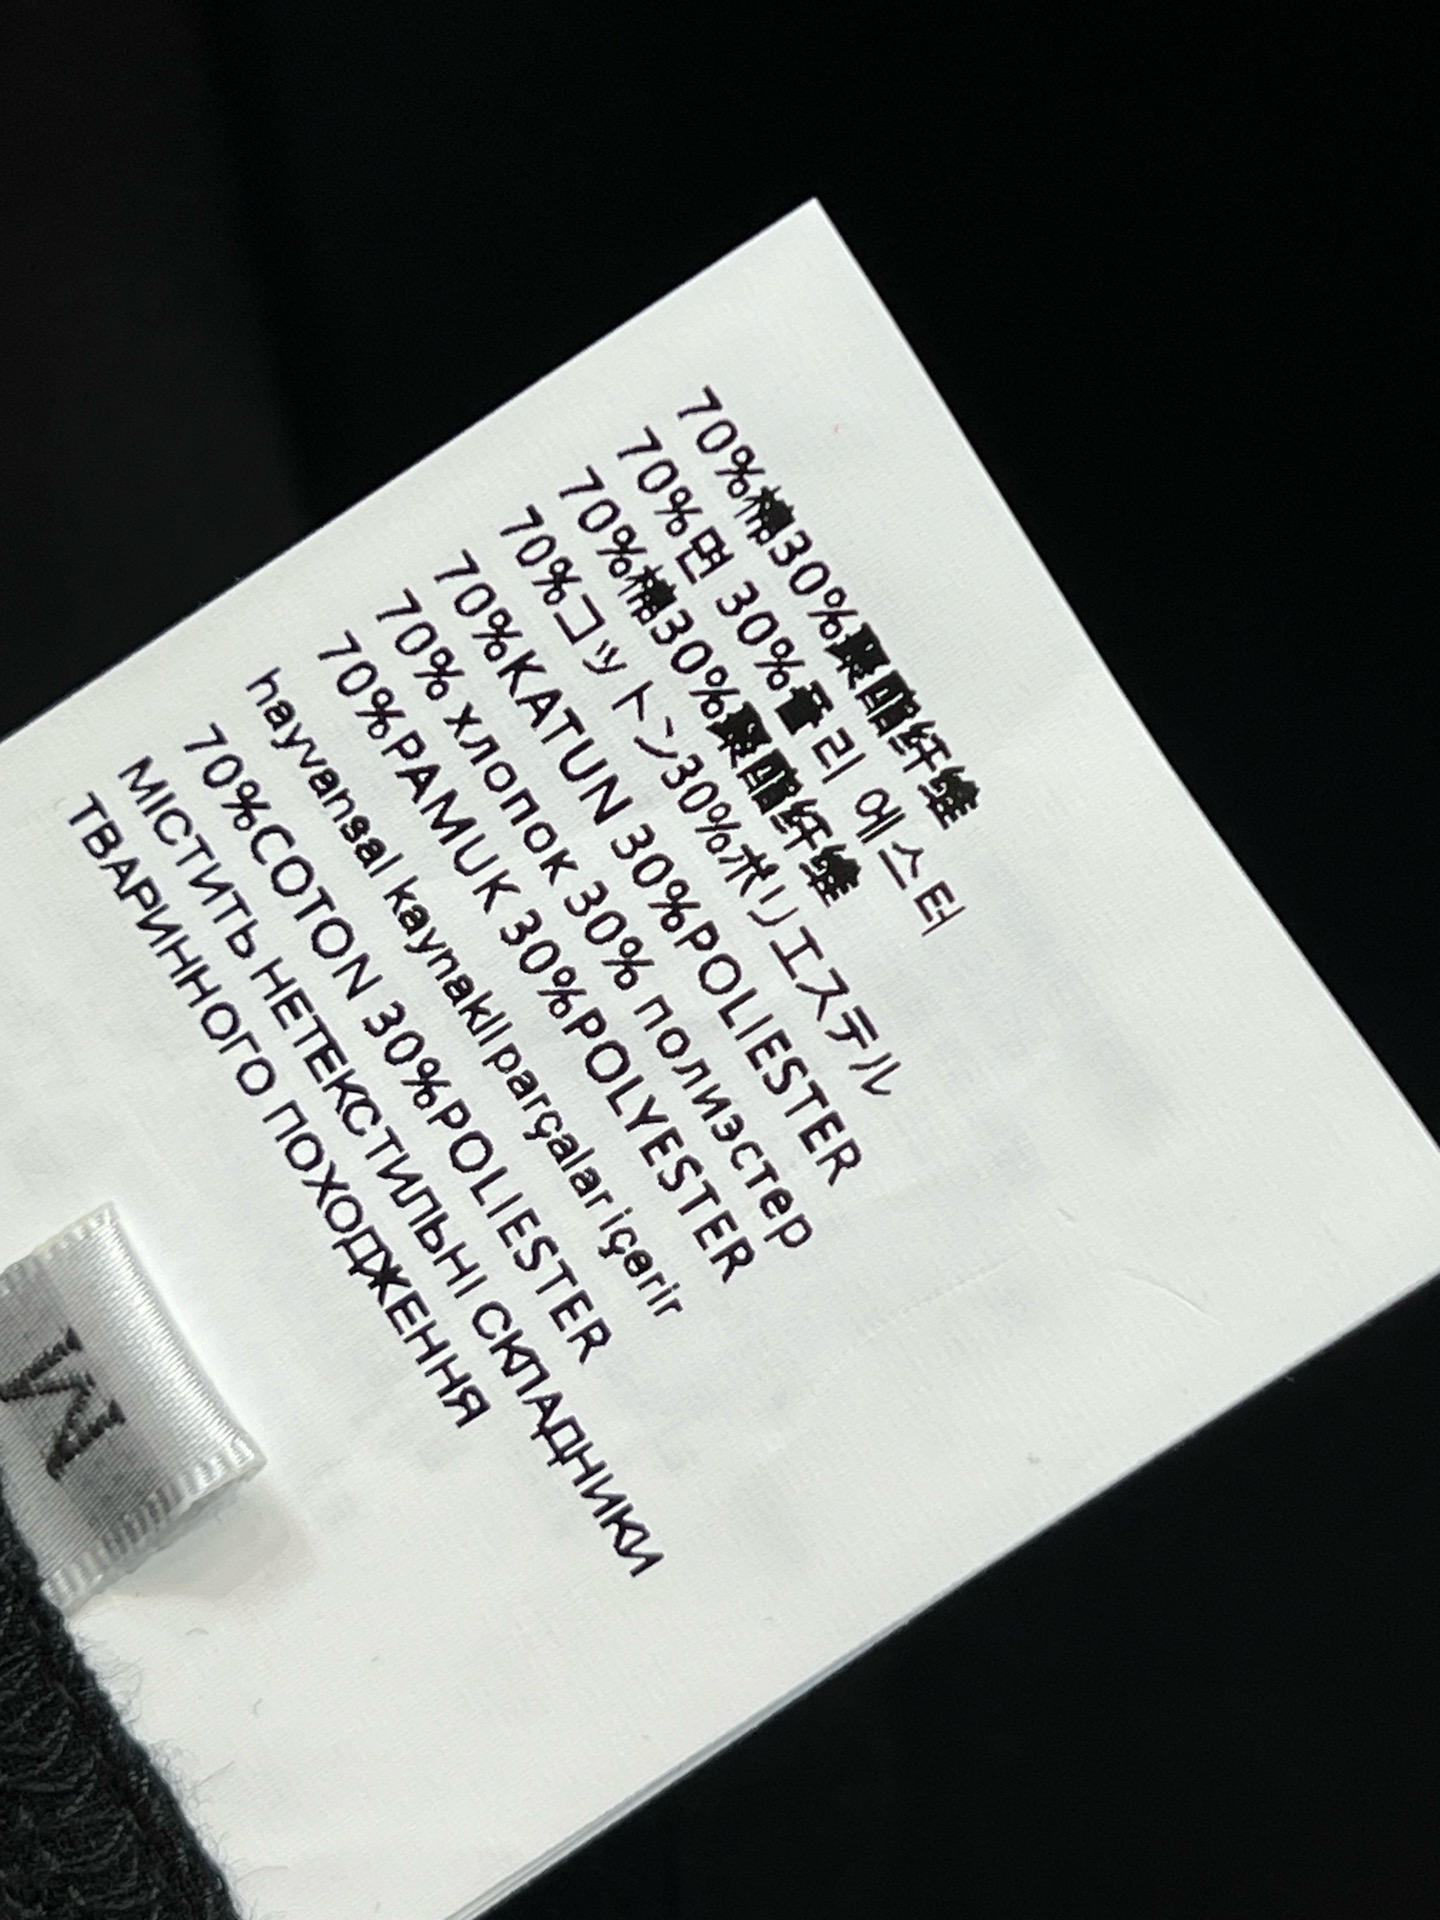 70%棉30%聚酯纤维
70%면 30%폴리 에스터
70%棉30%聚酯纤维
70%コットン30%ポリエステル
70%KATUN 30%POLIESTER
70% хлопок 30% полиэстер
70%PAMUK 30%POLYESTER
hayvansal kaynakli parçalar içerir
70%COTON 30%POLIESTER
МІСТИТЬ НЕТЕКСТИЛЬНІ СКЛАДНИКИ
ТВАРИННОГО ПОХОДЖЕННЯ
M